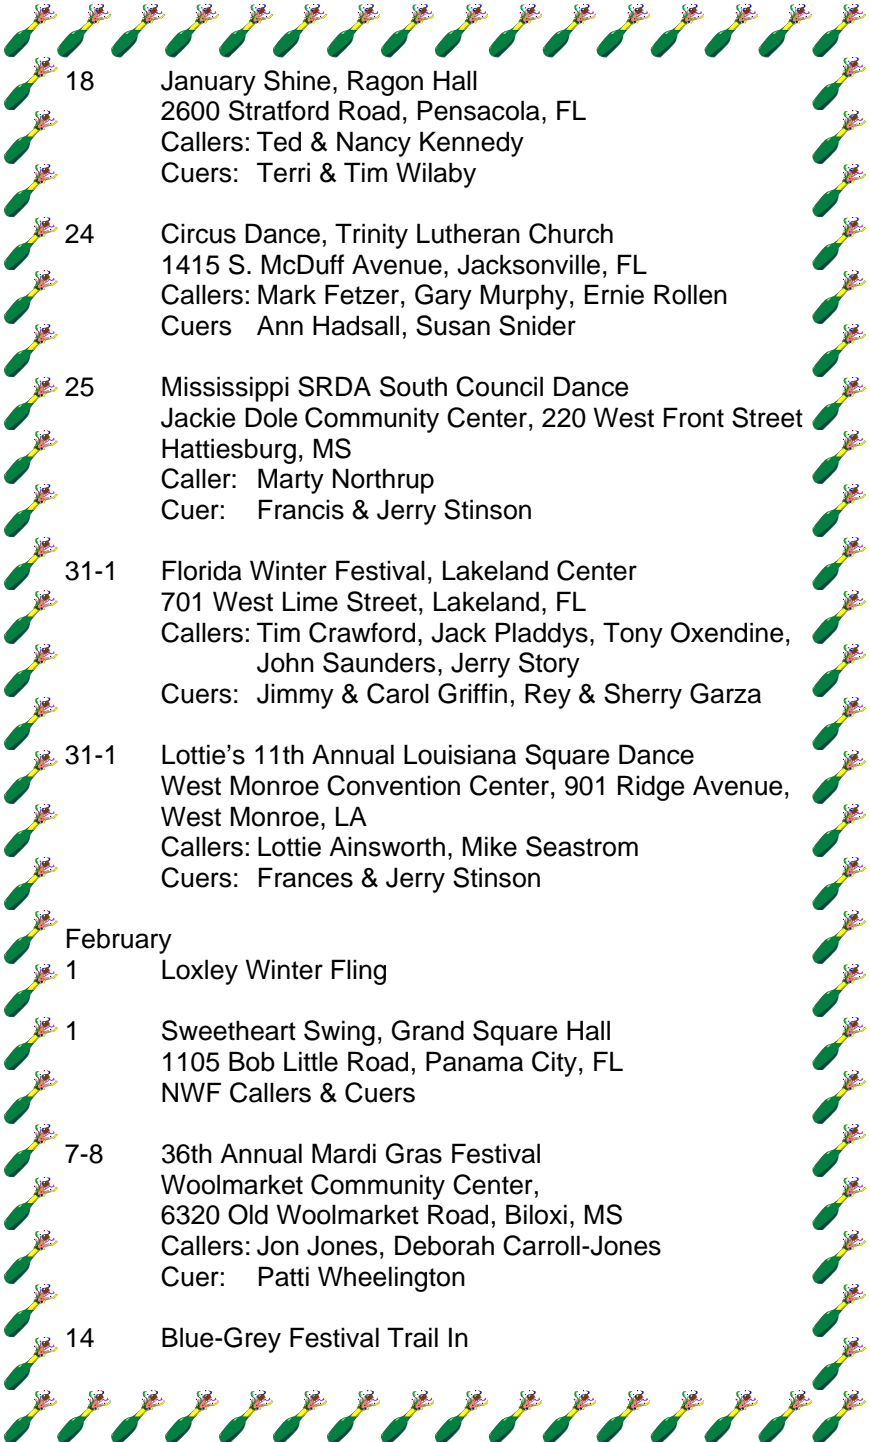 18 January Shine, Ragon Hall
2600 Stratford Road, Pensacola, FL
Callers: Ted & Nancy Kennedy
Cuers: Terri & Tim Wilaby
24 Circus Dance, Trinity Lutheran Church
1415 S. McDuff Avenue, Jacksonville, FL
Callers: Mark Fetzer, Gary Murphy, Ernie Rollen
Cuers Ann Hadsall, Susan Snider
25 Mississippi SRDA South Council Dance
Jackie Dole Community Center, 220 West Front Street
Hattiesburg, MS
Caller: Marty Northrup
Cuer: Francis & Jerry Stinson
31-1 Florida Winter Festival, Lakeland Center
701 West Lime Street, Lakeland, FL
Callers: Tim Crawford, Jack Pladdys, Tony Oxendine,
John Saunders, Jerry Story
Cuers: Jimmy & Carol Griffin, Rey & Sherry Garza
31-1 Lottie’s 11th Annual Louisiana Square Dance
West Monroe Convention Center, 901 Ridge Avenue,
West Monroe, LA
Callers: Lottie Ainsworth, Mike Seastrom
Cuers: Frances & Jerry Stinson
February
1 Loxley Winter Fling
1 Sweetheart Swing, Grand Square Hall
1105 Bob Little Road, Panama City, FL
NWF Callers & Cuers
7-8 36th Annual Mardi Gras Festival
Woolmarket Community Center,
6320 Old Woolmarket Road, Biloxi, MS
Callers: Jon Jones, Deborah Carroll-Jones
Cuer: Patti Wheelington
14 Blue-Grey Festival Trail In